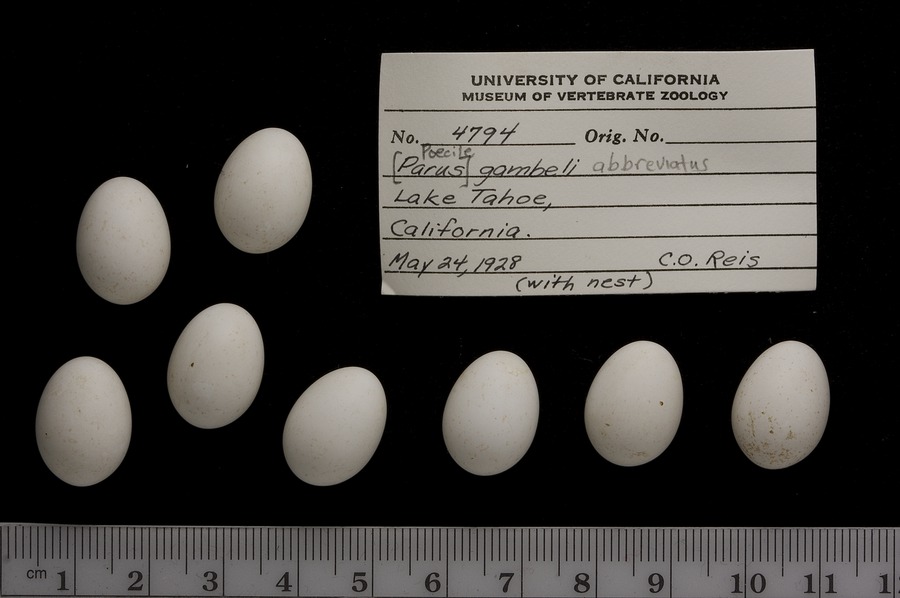 UNIVERSITY OF CALIFORNIA
MUSEUM OF VERTEBRATE ZOOLOGY
No. 4794 Orig. No.
Poecile
[Parus] gambeli abbreviatus
Lake Tahoe,
California.
May 24, 1928 C.O. Reis
(with nest)
cm 1 2 3 4 5 6 7 8 9 10 11 1